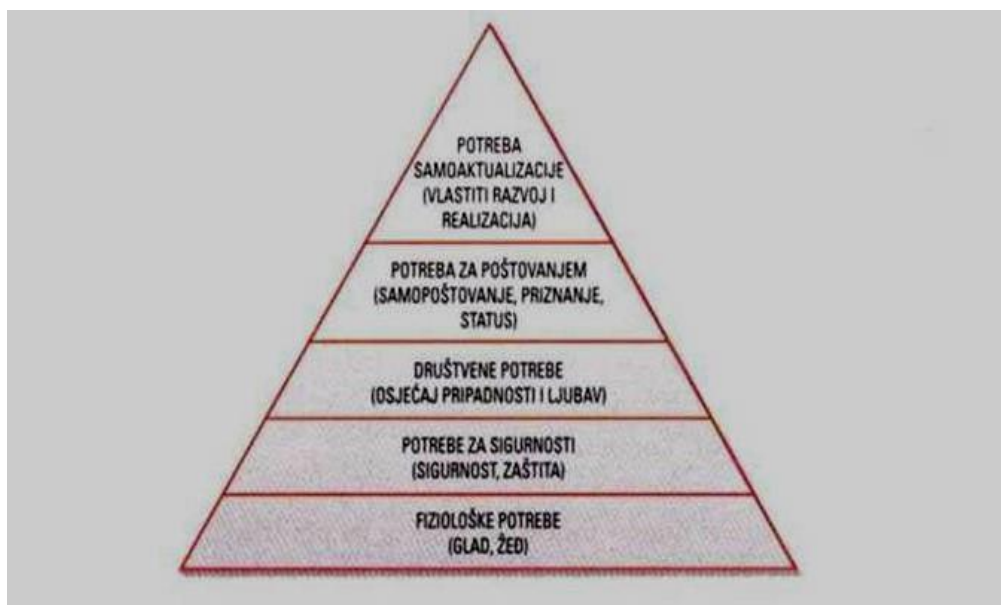 POTREBA
SAMOAKTUALIZACIJE
(VLASTITI RAZVOJ I
REALIZACIJA)
POTREBA ZA POŠTOVANJEM
(SAMOPOŠTOVANJE, PRIZNANJE,
STATUS)
DRUŠTVENE POTREBE
(OSJEĆAJ PRIPADNOSTI I LJUBAV)
POTREBE ZA SIGURNOSTI
(SIGURNOST, ZAŠTITA)
FIZIOLOŠKE POTREBE
(GLAD, ŽEĐ)